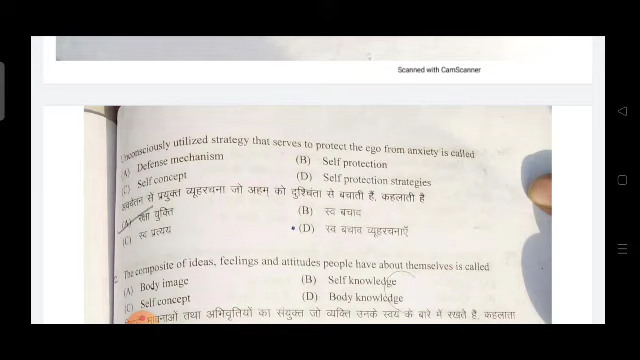 Scanned with CamScanner
Unconsciously utilized strategy that serves to protect the ego from anxiety is called
(A) Defense mechanism (B) Self protection
(C) Self concept (D) Self protection strategies
अवचेतन से प्रयुक्त व्यूहरचना जो अहम् को दुश्चिंता से बचाती हैं, कहलाती है
(A) रक्षा युक्ति (B) स्व बचाव
(C) स्व प्रत्यय (D) स्व बचाव व्यूहरचनाएँ
2. The composite of ideas, feelings and attitudes people have about themselves is called
(A) Body image (B) Self knowledge
(C) Self concept (D) Body knowledge
भावनाओं तथा अभिवृतियों का संयुक्त जो व्यक्ति उनके स्वयं के बारे में रखते हैं, कहलाता